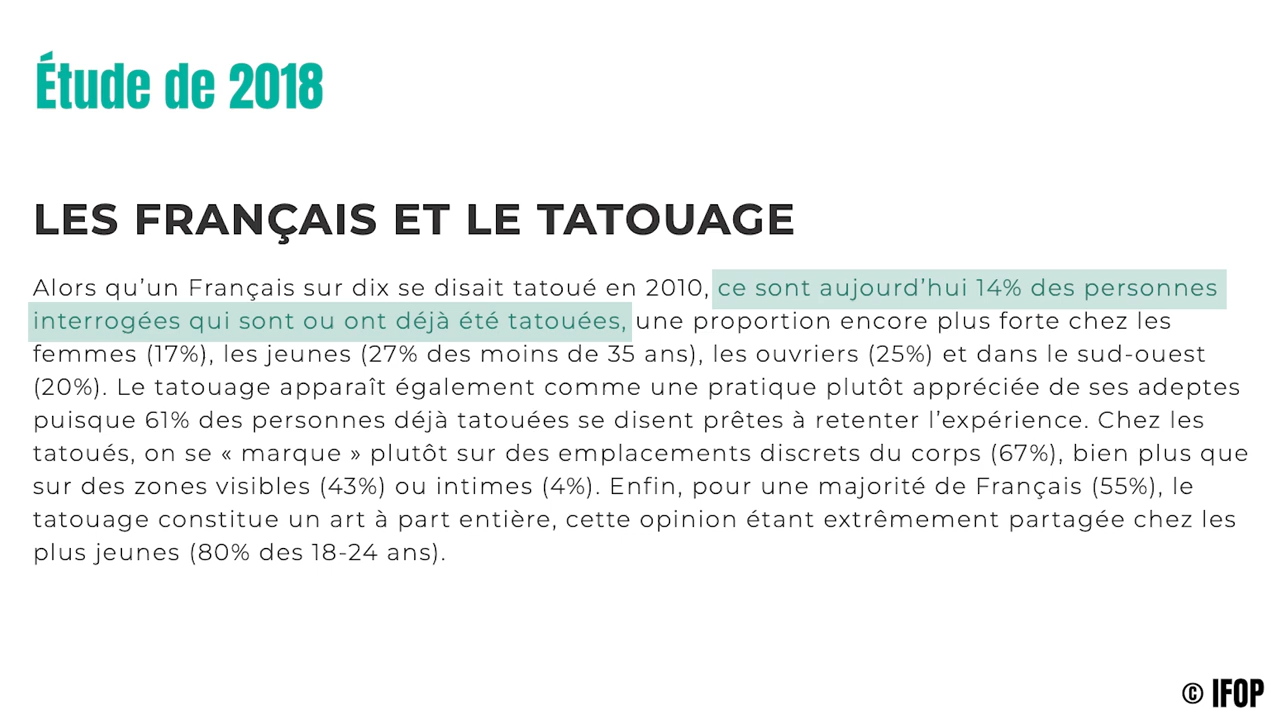 Étude de 2018
LES FRANÇAIS ET LE TATOUAGE
Alors qu’un Français sur dix se disait tatoué en 2010, ce sont aujourd’hui 14% des personnes
interrogées qui sont ou ont déjà été tatouées, une proportion encore plus forte chez les
femmes (17%), les jeunes (27% des moins de 35 ans), les ouvriers (25%) et dans le sud-ouest
(20%). Le tatouage apparaît également comme une pratique plutôt appréciée de ses adeptes
puisque 61% des personnes déjà tatouées se disent prêtes à retenter l’expérience. Chez les
tatoués, on se « marque » plutôt sur des emplacements discrets du corps (67%), bien plus que
sur des zones visibles (43%) ou intimes (4%). Enfin, pour une majorité de Français (55%), le
tatouage constitue un art à part entière, cette opinion étant extrêmement partagée chez les
plus jeunes (80% des 18-24 ans).
© IFOP